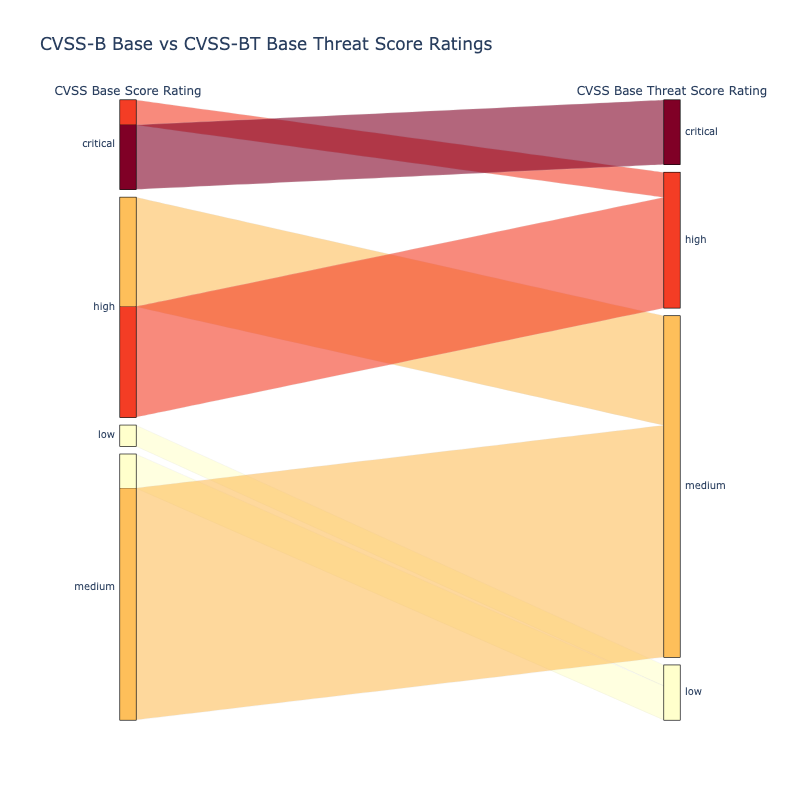 CVSS-B Base vs CVSS-BT Base Threat Score Ratings
CVSS Base Score Rating
critical
high
low
medium
CVSS Base Threat Score Rating
critical
high
medium
low